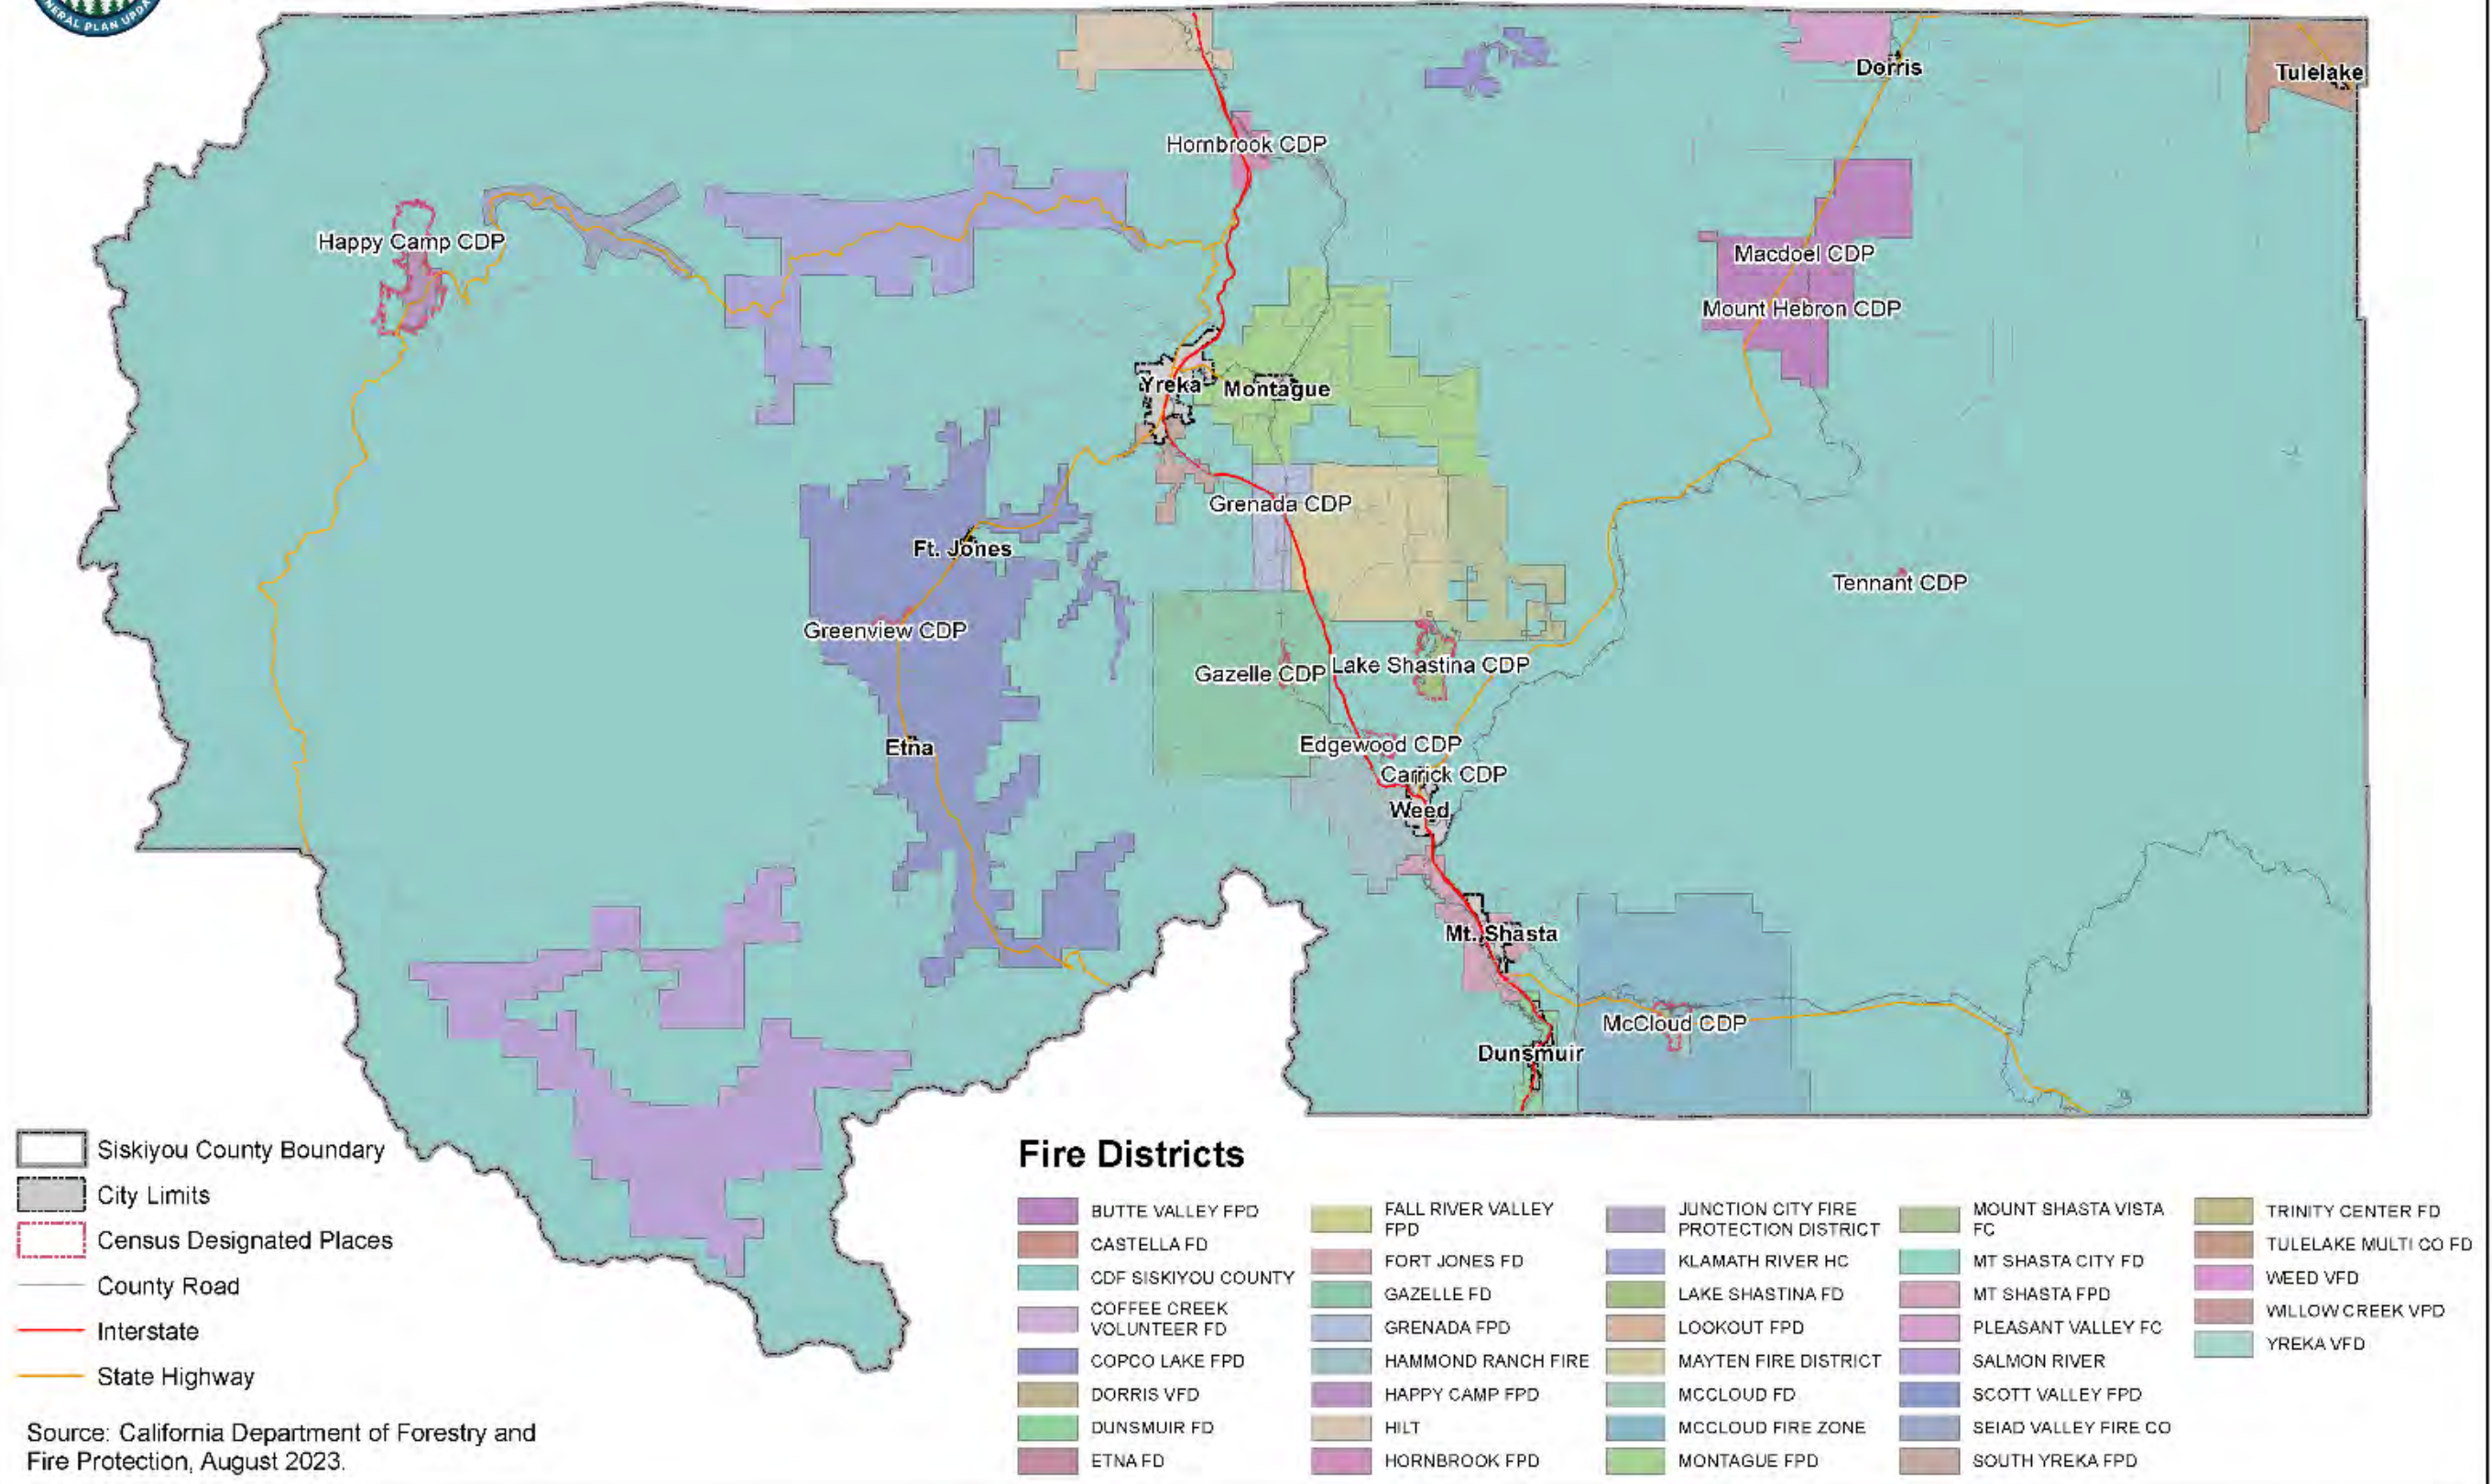 NERAL PLAN UPDA
Dorris
Tulelake
Hornbrook CDP
Happy Camp CDP
Macdoel CDP
Mount Hebron CDP
Yreka
Montague
Grenada CDP
Ft. Jones
Tennant CDP
Greenview CDP
Lake Shastina CDP
Gazelle CDP
Etna
Edgewood CDP
Carrick CDP
Weed
Mt. Shasta
McCloud CDP
Dunsmuir
Siskiyou County Boundary
City Limits
Census Designated Places
County Road
Interstate
State Highway
Source: California Department of Forestry and
Fire Protection, August 2023.
Fire Districts
BUTTE VALLEY FPD
CASTELLA FD
CDF SISKIYOU COUNTY
COFFEE CREEK
VOLUNTEER FD
COPCO LAKE FPD
DORRIS VFD
DUNSMUIR FD
ETNA FD
FALL RIVER VALLEY
FPD
FORT JONES FD
GAZELLE FD
GRENADA FPD
HAMMOND RANCH FIRE
HAPPY CAMP FPD
HILT
HORNBROOK FPD
JUNCTION CITY FIRE
PROTECTION DISTRICT
KLAMATH RIVER HC
LAKE SHASTINA FD
LOOKOUT FPD
MAYTEN FIRE DISTRICT
MCCLOUD FD
MCCLOUD FIRE ZONE
MONTAGUE FPD
MOUNT SHASTA VISTA
FC
MT SHASTA CITY FD
MT SHASTA FPD
PLEASANT VALLEY FC
SALMON RIVER
SCOTT VALLEY FPD
SEIAD VALLEY FIRE CO
SOUTH YREKA FPD
TRINITY CENTER FD
TULELAKE MULTI CO FD
WEED VFD
WILLOW CREEK VPD
YREKA VFD